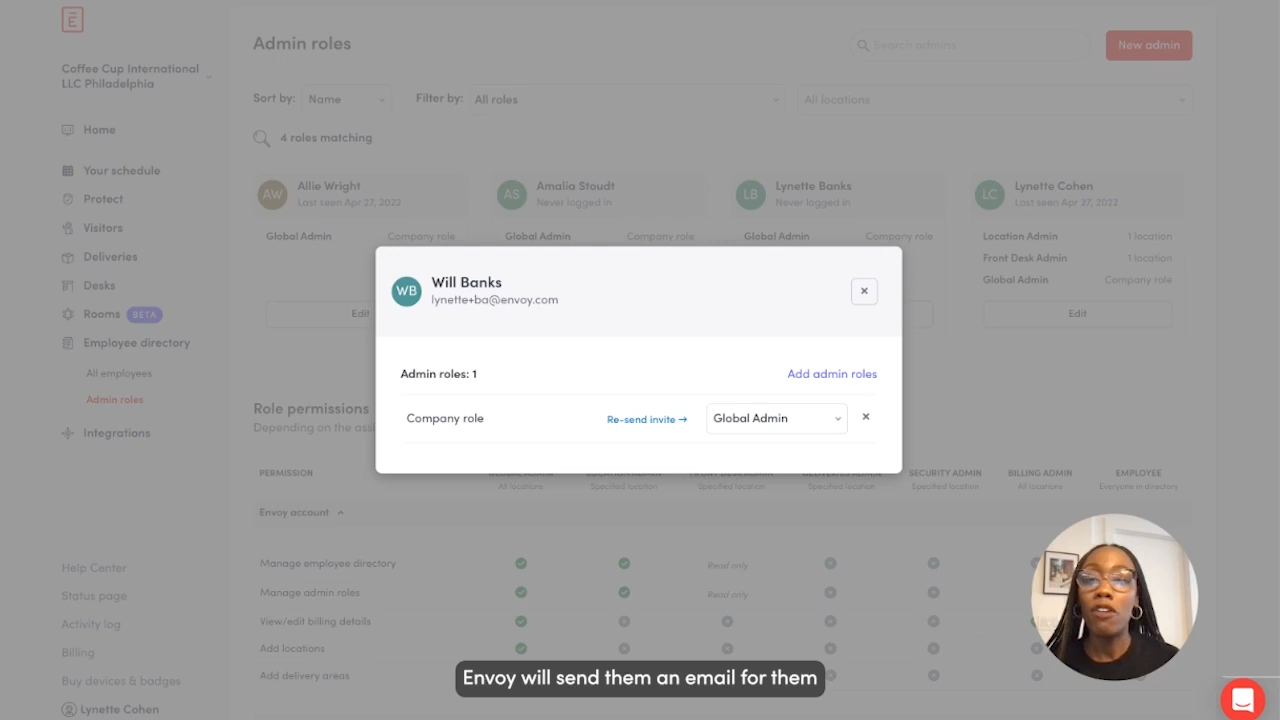 Admin roles
Search admins
New admin
Coffee Cup International
LLC Philadelphia
Sort by:
Name
Filter by:
All roles
All locations
Home
4 roles matching
Your schedule
Protect
Visitors
Deliveries
Desks
Rooms
BETA
Employee directory
All employees
Admin roles
Integrations
AW
Allie Wright
Last seen Apr 27, 2022
Global Admin
Company role
Edit
AS
Amalia Stoudt
Never logged in
Global Admin
Company role
LB
Lynette Banks
Never logged in
Global Admin
Company role
LC
Lynette Cohen
Last seen Apr 27, 2022
Location Admin
1 location
Front Desk Admin
1 location
Global Admin
Company role
Edit
WB
Will Banks
lynette+ba@envoy.com
Admin roles: 1
Add admin roles
Company role
Re-send invite →
Global Admin
Role permissions
Depending on the assi
PERMISSION
All locations
Specified location
Specified location
Specified location
SECURITY ADMIN
Specified location
BILLING ADMIN
All locations
EMPLOYEE
Everyone in directory
Envoy account
Manage employee directory
Read only
Manage admin roles
Read only
View/edit billing details
Add locations
Add delivery areas
Help Center
Status page
Activity log
Billing
Buy devices & badges
Lynette Cohen
Envoy will send them an email for them